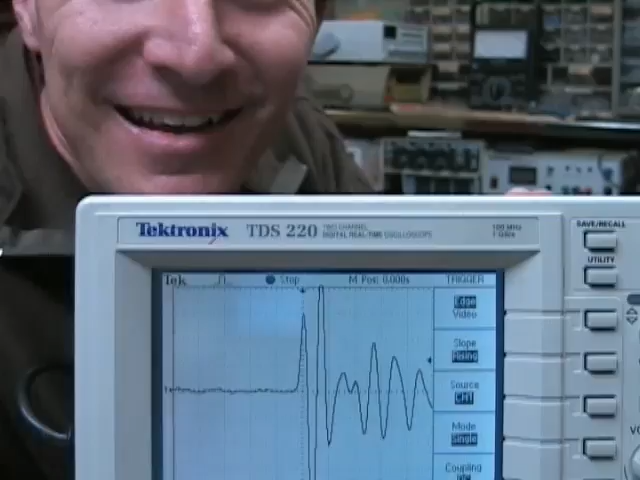 Tektronix TDS 220 TWO CHANNEL DIGITAL REAL-TIME OSCILLOSCOPE 100 MHz 1 GS/s
SAVE/RECALL
UTILITY
Tek Stop M Pos: 0.000s TRIGGER
Edge
Video
Slope
Rising
Source
CH1
Mode
Single
Coupling